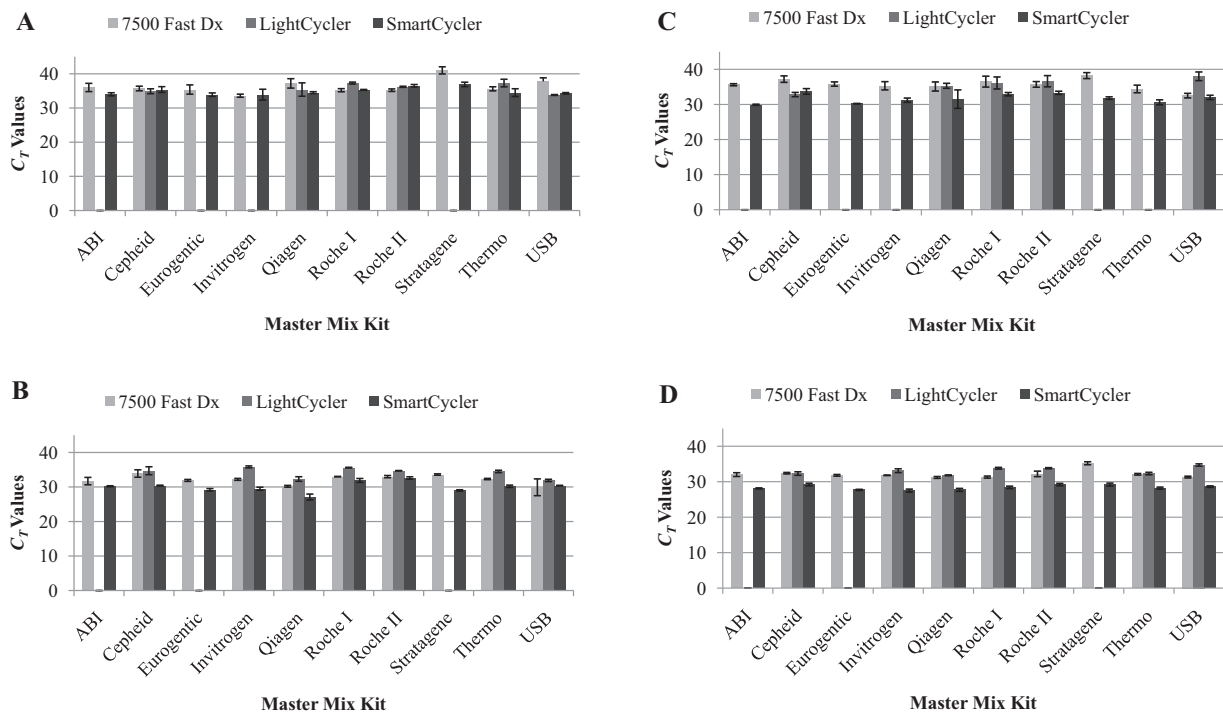 A
7500 Fast Dx LightCycler SmartCycler
C_T Values
40
30
20
10
0
ABI
Cepheid
Eurogentic
Invitrogen
Qiagen
Roche I
Roche II
Stratagene
Thermo
USB
Master Mix Kit
C
7500 Fast Dx LightCycler SmartCycler
C_T Values
40
30
20
10
0
ABI
Cepheid
Eurogentic
Invitrogen
Qiagen
Roche I
Roche II
Stratagene
Thermo
USB
Master Mix Kit
B
7500 Fast Dx LightCycler SmartCycler
C_T Values
40
30
20
10
0
ABI
Cepheid
Eurogentic
Invitrogen
Qiagen
Roche I
Roche II
Stratagene
Thermo
USB
Master Mix Kit
D
7500 Fast Dx LightCycler SmartCycler
C_T Values
40
30
20
10
0
ABI
Cepheid
Eurogentic
Invitrogen
Qiagen
Roche I
Roche II
Stratagene
Thermo
USB
Master Mix Kit